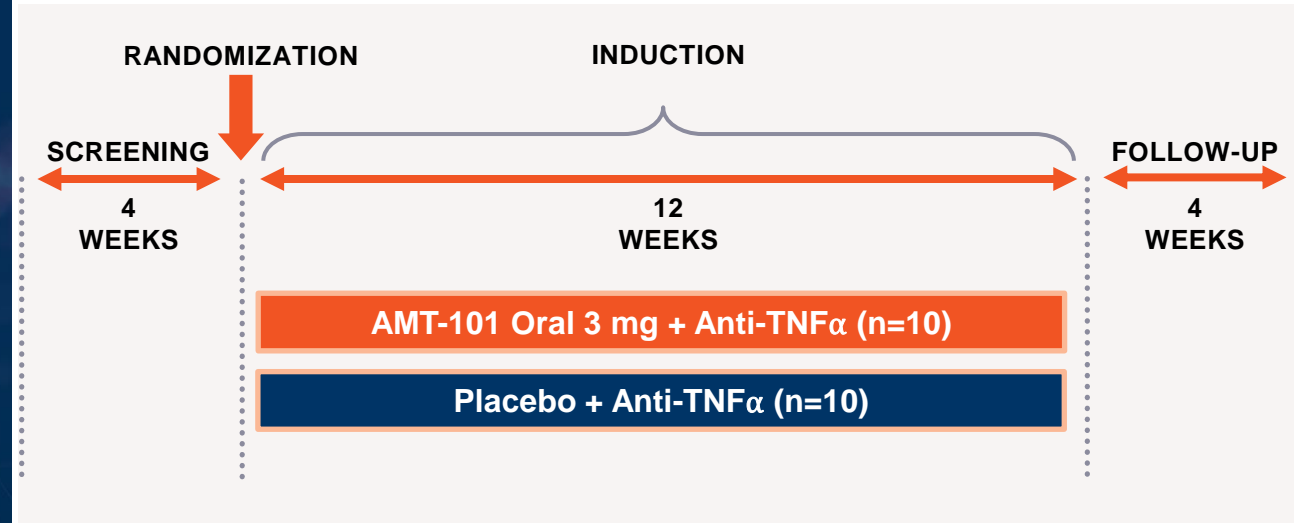 RANDOMIZATION
INDUCTION
SCREENING
FOLLOW-UP
4
WEEKS
12
WEEKS
4
WEEKS
AMT-101 Oral 3 mg + Anti-TNFα (n=10)
Placebo + Anti-TNFα (n=10)